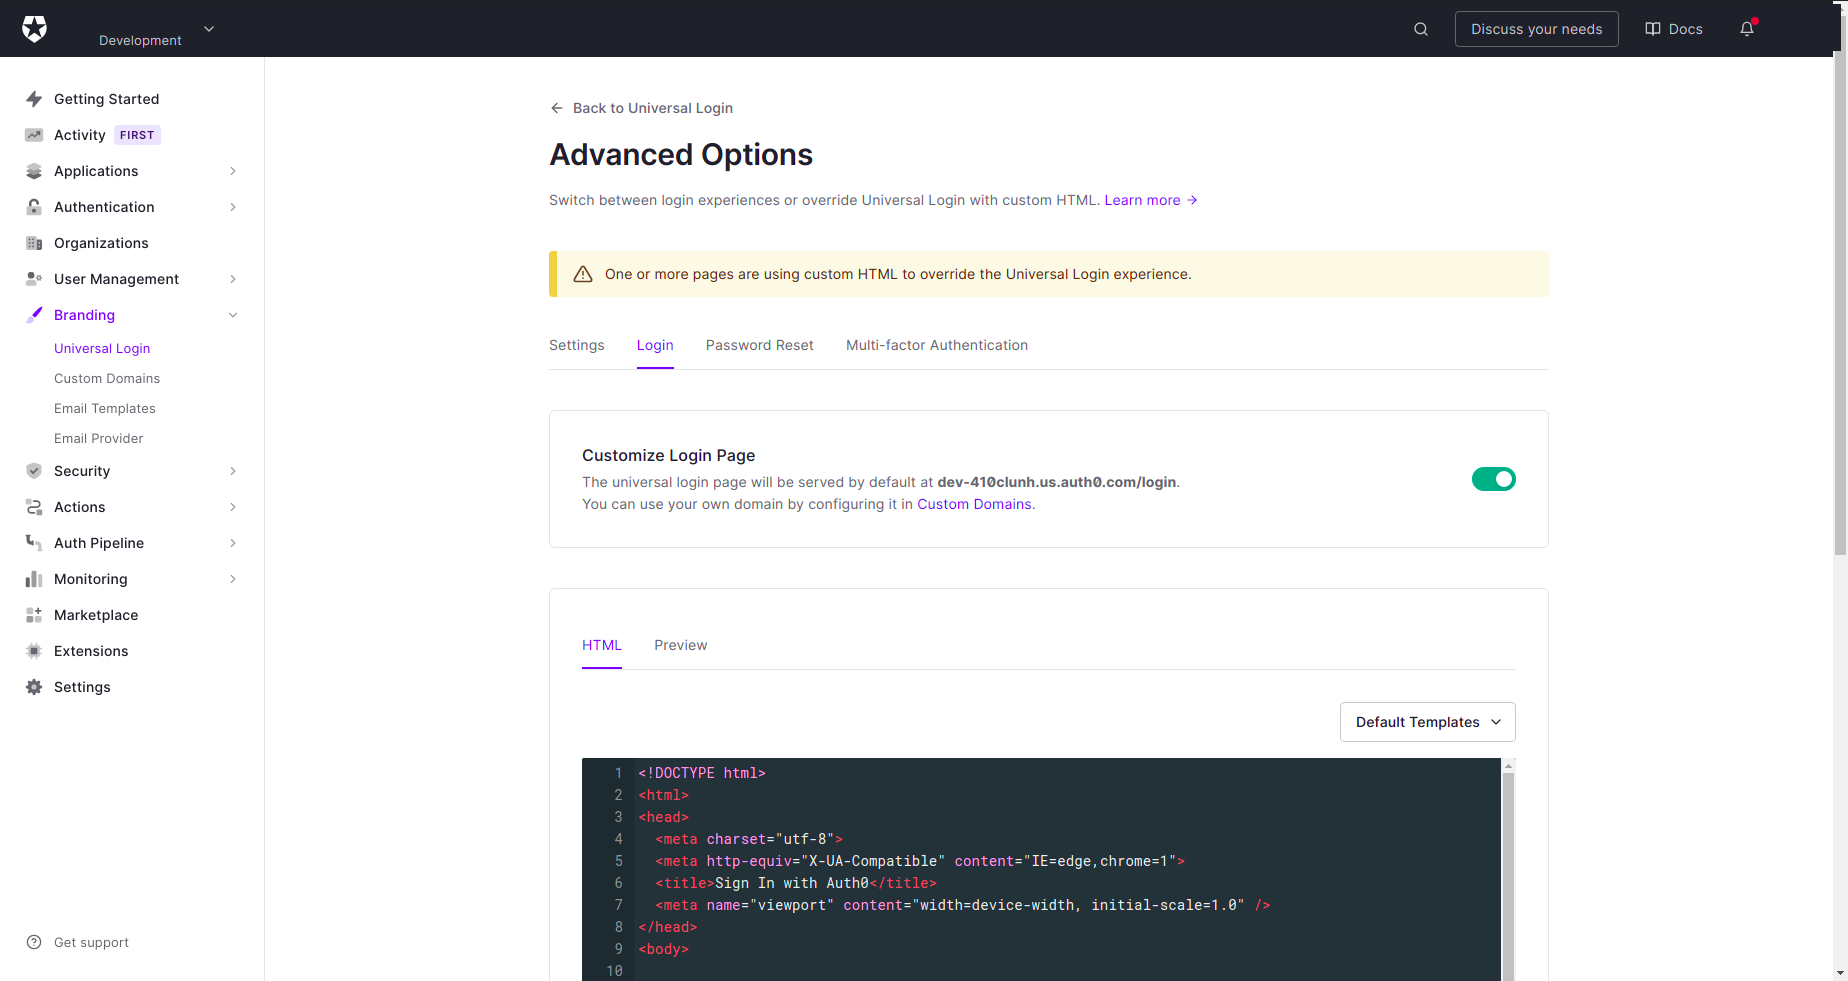 Development
Discuss your needs
Docs
Getting Started
Activity FIRST
Applications
Authentication
Organizations
User Management
Branding
Universal Login
Custom Domains
Email Templates
Email Provider
Security
Actions
Auth Pipeline
Monitoring
Marketplace
Extensions
Settings
Get support
← Back to Universal Login
Advanced Options
Switch between login experiences or override Universal Login with custom HTML. Learn more →
One or more pages are using custom HTML to override the Universal Login experience.
Settings Login Password Reset Multi-factor Authentication
Customize Login Page
The universal login page will be served by default at dev-410clunh.us.auth0.com/login.
You can use your own domain by configuring it in Custom Domains.
HTML Preview
Default Templates
1 <!DOCTYPE html>
2 <html>
3 <head>
4 <meta charset="utf-8">
5 <meta http-equiv="X-UA-Compatible" content="IE=edge,chrome=1">
6 <title>Sign In with Auth0</title>
7 <meta name="viewport" content="width=device-width, initial-scale=1.0" />
8 </head>
9 <body>
10